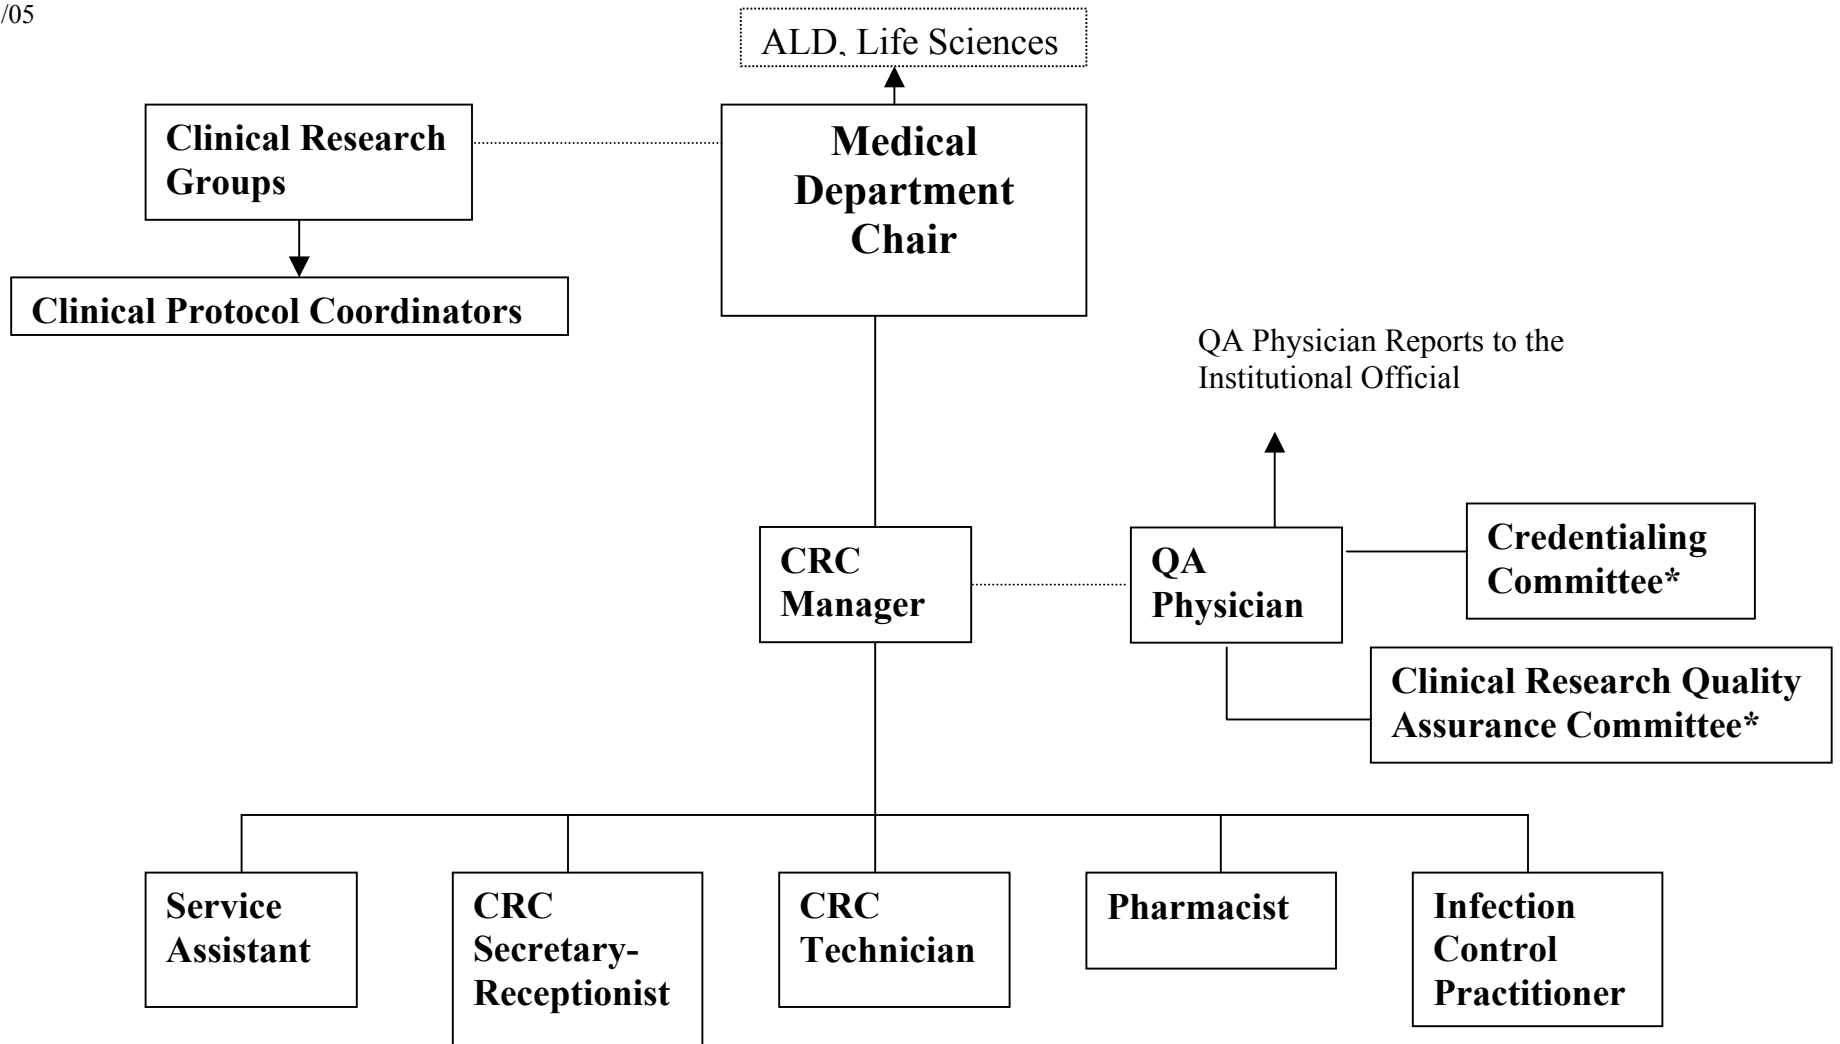 /05
ALD, Life Sciences
Clinical Research
Groups
Medical
Department
Chair
Clinical Protocol Coordinators
QA Physician Reports to the
Institutional Official
CRC
Manager
QA
Physician
Credentialing
Committee*
Clinical Research Quality
Assurance Committee*
Service
Assistant
CRC
Secretary-
Receptionist
CRC
Technician
Pharmacist
Infection
Control
Practitioner